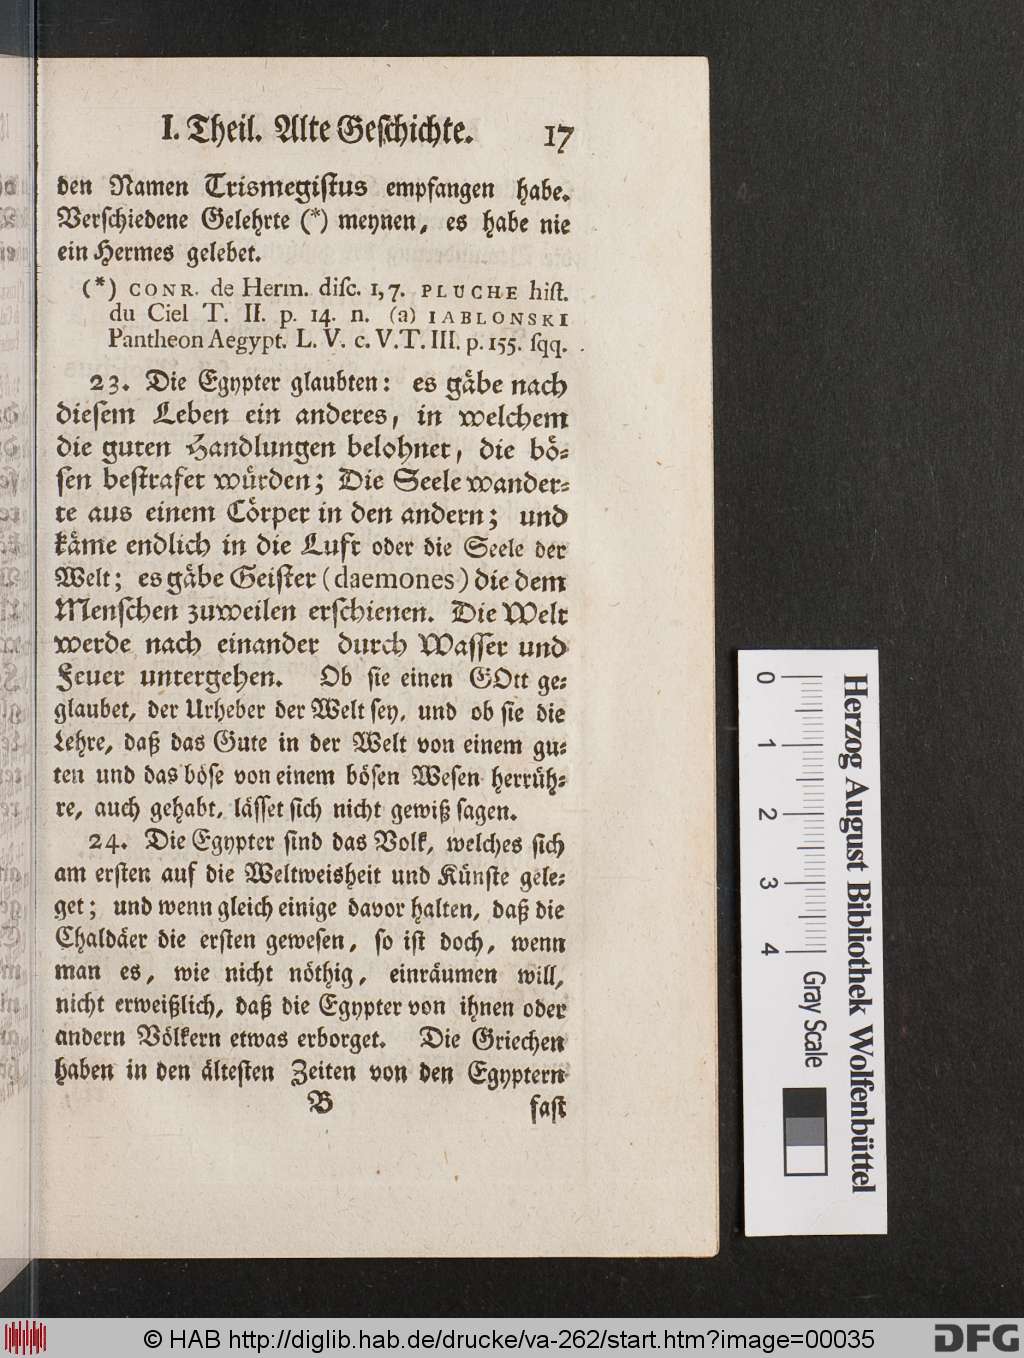 I. Theil. Alte Geschichte. 17
den Namen Trismegistus empfangen habe.
Verschiedene Gelehrte (*) meynen, es habe nie
ein Hermes gelebet.
(*) CONR. de Herm. disc. 1, 7. PLUCHE hist.
du Ciel T. II. p. 14. n. (a) IABLONSKI
Pantheon Aegypt. L. V. c. V. T. III. p. 155. sqq.
23. Die Egypter glaubten: es gäbe nach
diesem Leben ein anderes, in welchem
die guten Handlungen belohnet, die bö-
sen bestrafet würden; Die Seele wander-
te aus einem Cörper in den andern; und
käme endlich in die Luft oder die Seele der
Welt; es gäbe Geister (daemones) die dem
Menschen zuweilen erschienen. Die Welt
werde nach einander durch Wasser und
Feuer untergehen. Ob sie einen GOtt ge-
glaubet, der Urheber der Welt sey, und ob sie die
Lehre, daß das Gute in der Welt von einem gu-
ten und das böse von einem bösen Wesen herrüh-
re, auch gehabt, lässet sich nicht gewiß sagen.
24. Die Egypter sind das Volk, welches sich
am ersten auf die Weltweisheit und Künste gele-
get; und wenn gleich einige davor halten, daß die
Chaldäer die ersten gewesen, so ist doch, wenn
man es, wie nicht nöthig, einräumen will,
nicht erweißlich, daß die Egypter von ihnen oder
andern Völkern etwas erborget. Die Griechen
haben in den ältesten Zeiten von den Egyptern
B fast
0 1 2 3 4 Gray Scale
Herzog August Bibliothek Wolfenbüttel
© HAB http://diglib.hab.de/drucke/va-262/start.htm?image=00035
DFG